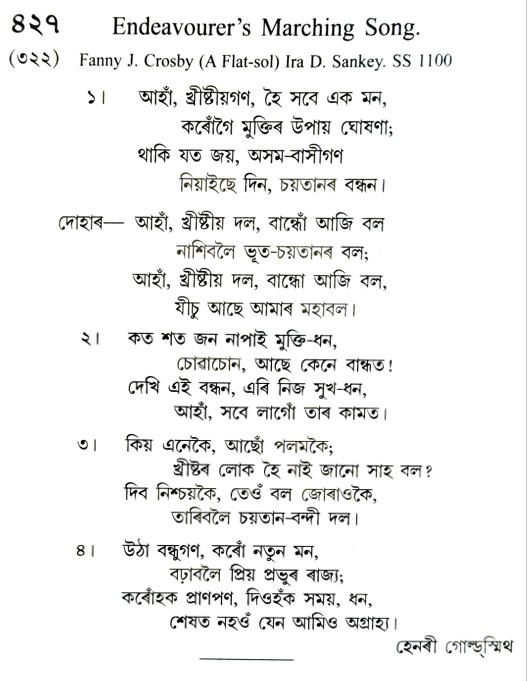 ৪২৭ Endeavourer's Marching Song.
(৩২২) Fanny J. Crosby (A Flat-sol) Ira D. Sankey. SS 1100
১। আহাঁ, খ্ৰীষ্টীয়গণ, হৈ সবে এক মন,
কৰোঁগৈ মুক্তিৰ উপায় ঘোষণা;
থাকি যত জয়, অসম-বাসীগণ
নিয়াইছে দিন, চয়তানৰ বন্ধন।
দোহাৰ— আহাঁ, খ্ৰীষ্টীয় দল, বান্ধোঁ আজি বল
নাশিবলৈ ভূত-চয়তানৰ বল;
আহাঁ, খ্ৰীষ্টীয় দল, বান্ধো আজি বল,
যীচু আছে আমাৰ মহাবল।
২। কত শত জন নাপাই মুক্তি-ধন,
চোৱাচোন, আছে কেনে বান্ধত!
দেখি এই বন্ধন, এৰি নিজ সুখ-ধন,
আহাঁ, সবে লাগোঁ তাৰ কামত।
৩। কিয় এনেকৈ, আছোঁ পলমকৈ;
খ্ৰীষ্টৰ লোক হৈ নাই জানো সাহ বল?
দিব নিশ্চয়কৈ, তেওঁ বল জোৰাওকৈ,
তাৰিবলৈ চয়তান-বন্দী দল।
৪। উঠা বন্ধুগণ, কৰোঁ নতুন মন,
বঢ়াবলৈ প্ৰিয় প্ৰভুৰ ৰাজ্য;
কৰোঁহক প্ৰাণপণ, দিওহঁক সময়, ধন,
শেষত নহওঁ যেন আমিও অগ্ৰাহ্য।
হেনৰী গোল্ড্‌স্মিথ